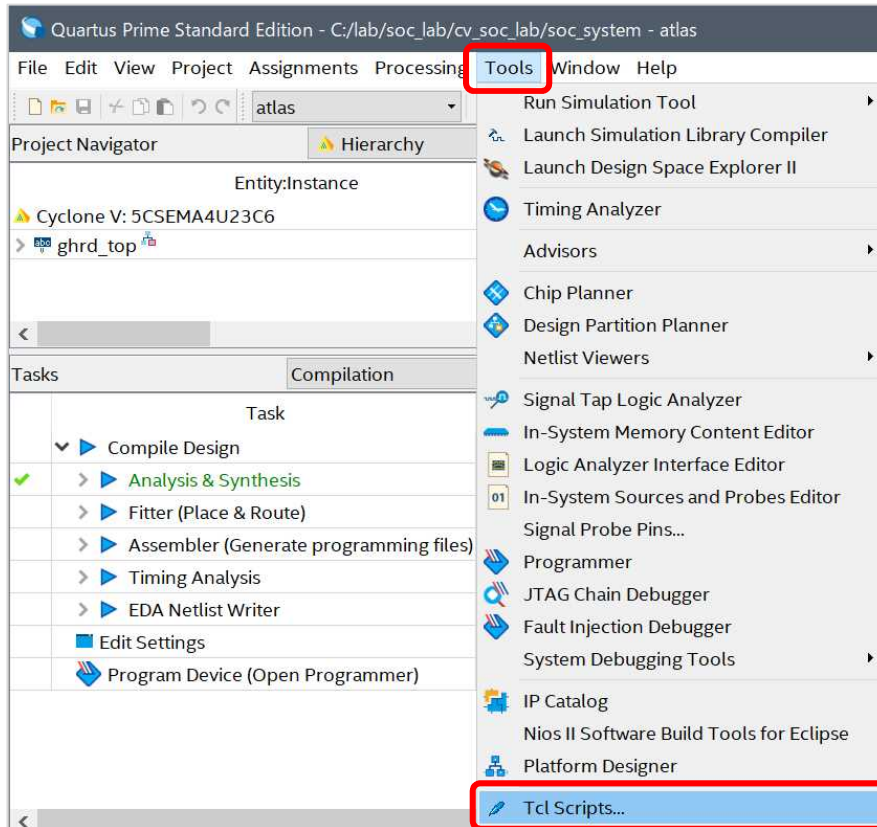 Quartus Prime Standard Edition - C:/lab/soc_lab/cv_soc_lab/soc_system - atlas
File Edit View Project Assignments Processing Tools Window Help
atlas
Project Navigator
Hierarchy
Entity:Instance
Cyclone V: 5CSEMA4U23C6
abc
ghrd_top
Tasks
Compilation
Task
Compile Design
Analysis & Synthesis
Fitter (Place & Route)
Assembler (Generate programming files)
Timing Analysis
EDA Netlist Writer
Edit Settings
Program Device (Open Programmer)
Run Simulation Tool
Launch Simulation Library Compiler
Launch Design Space Explorer II
Timing Analyzer
Advisors
Chip Planner
Design Partition Planner
Netlist Viewers
Signal Tap Logic Analyzer
In-System Memory Content Editor
Logic Analyzer Interface Editor
01
In-System Sources and Probes Editor
Signal Probe Pins...
Programmer
JTAG Chain Debugger
Fault Injection Debugger
System Debugging Tools
IP Catalog
Nios II Software Build Tools for Eclipse
Platform Designer
Tcl Scripts...